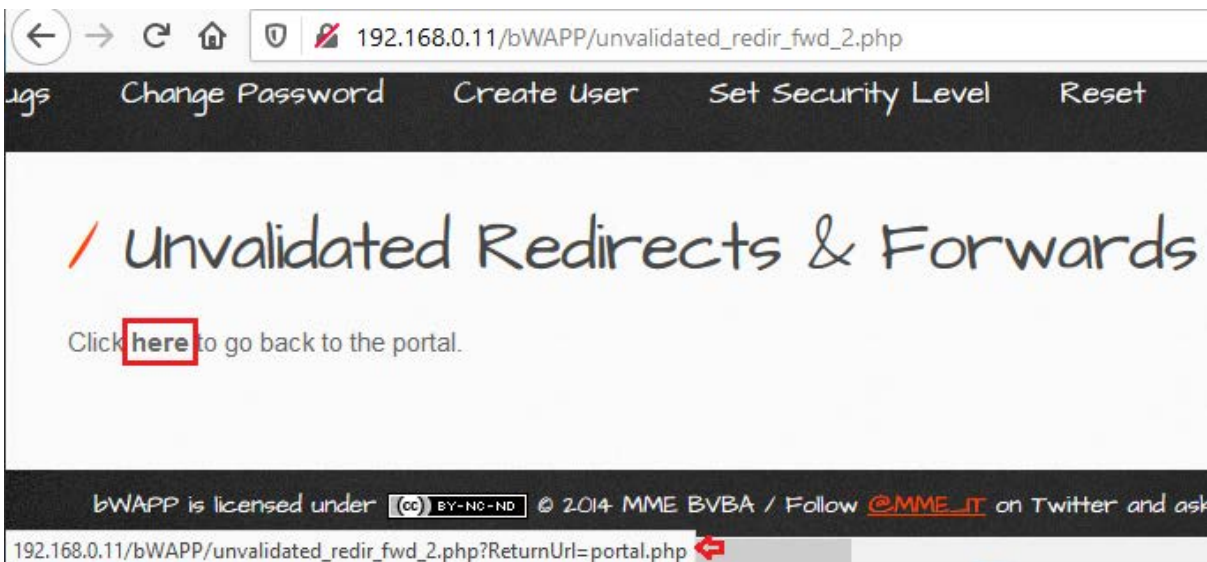 192.168.0.11/bWAPP/unvalidated_redir_fwd_2.php
ugs Change Password Create User Set Security Level Reset
/ Unvalidated Redirects & Forwards
Click here to go back to the portal.
bWAPP is licensed under (cc) BY-NC-ND © 2014 MME BVBA / Follow @MME_IT on Twitter and ask
192.168.0.11/bWAPP/unvalidated_redir_fwd_2.php?ReturnUrl=portal.php